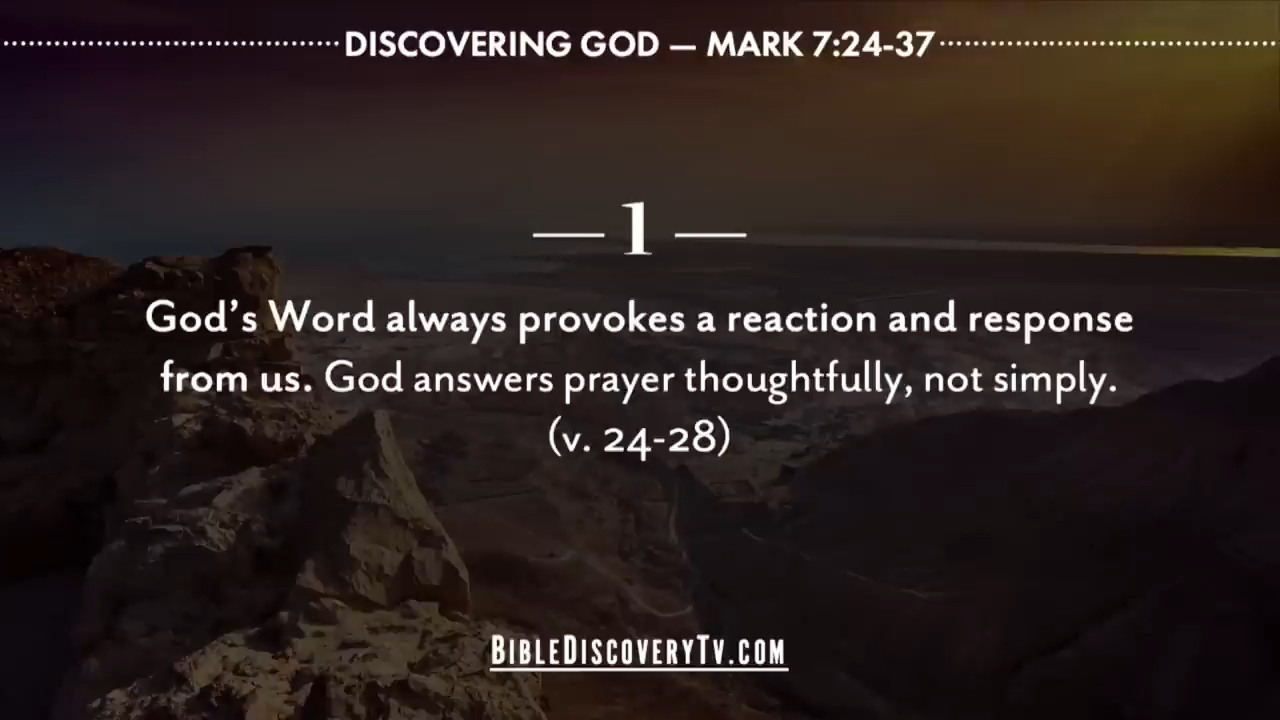 DISCOVERING GOD — MARK 7:24-37
— 1 —
God’s Word always provokes a reaction and response
from us. God answers prayer thoughtfully, not simply.
(v. 24-28)
BIBLEDISCOVERYTV.COM